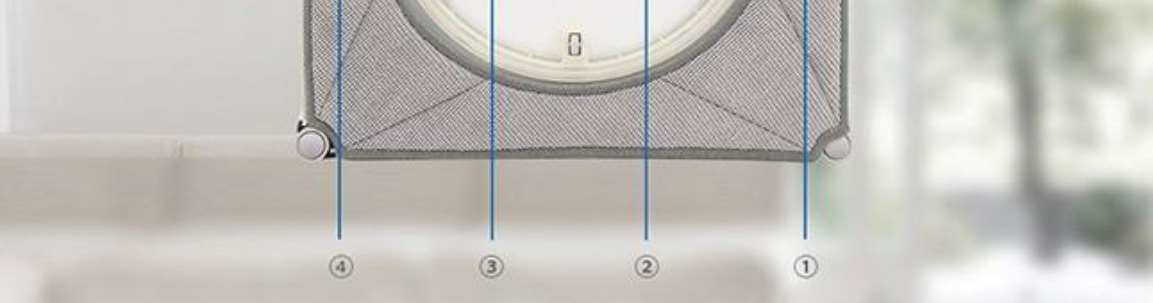 ④ ③ ② ①